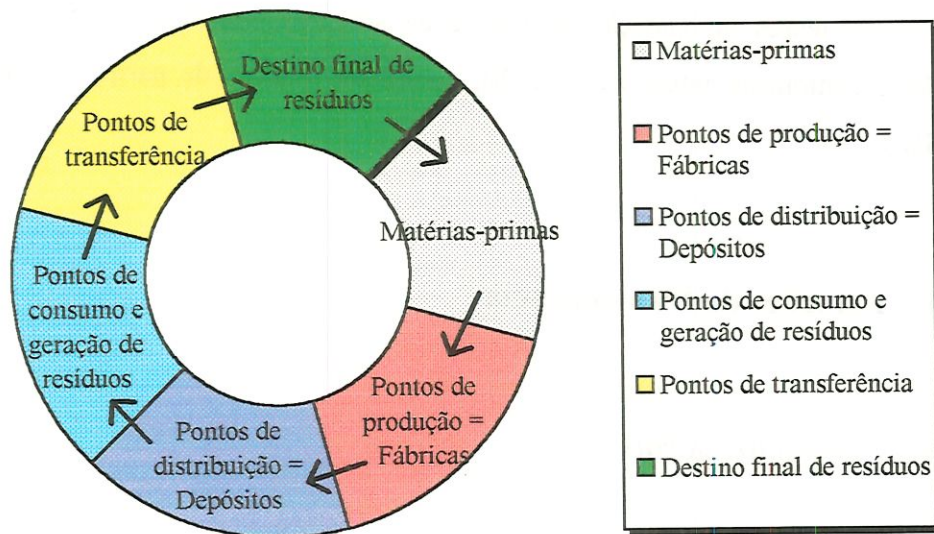 Destino final de
resíduos
Matérias-primas
Pontos de
produção =
Fábricas
Pontos de
distribuição =
Depósitos
Pontos de
consumo e
geração de
resíduos
Pontos de
transferência
Matérias-primas
Pontos de produção =
Fábricas
Pontos de distribuição =
Depósitos
Pontos de consumo e
geração de resíduos
Pontos de transferência
Destino final de resíduos